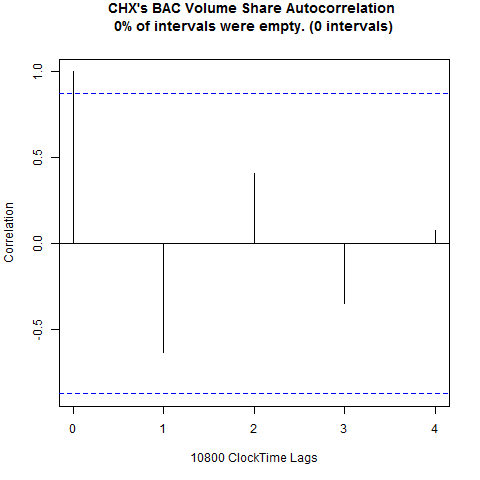 CHX's BAC Volume Share Autocorrelation
0% of intervals were empty. (0 intervals)
Correlation
1.0
0.5
0.0
-0.5
0 1 2 3 4
10800 ClockTime Lags